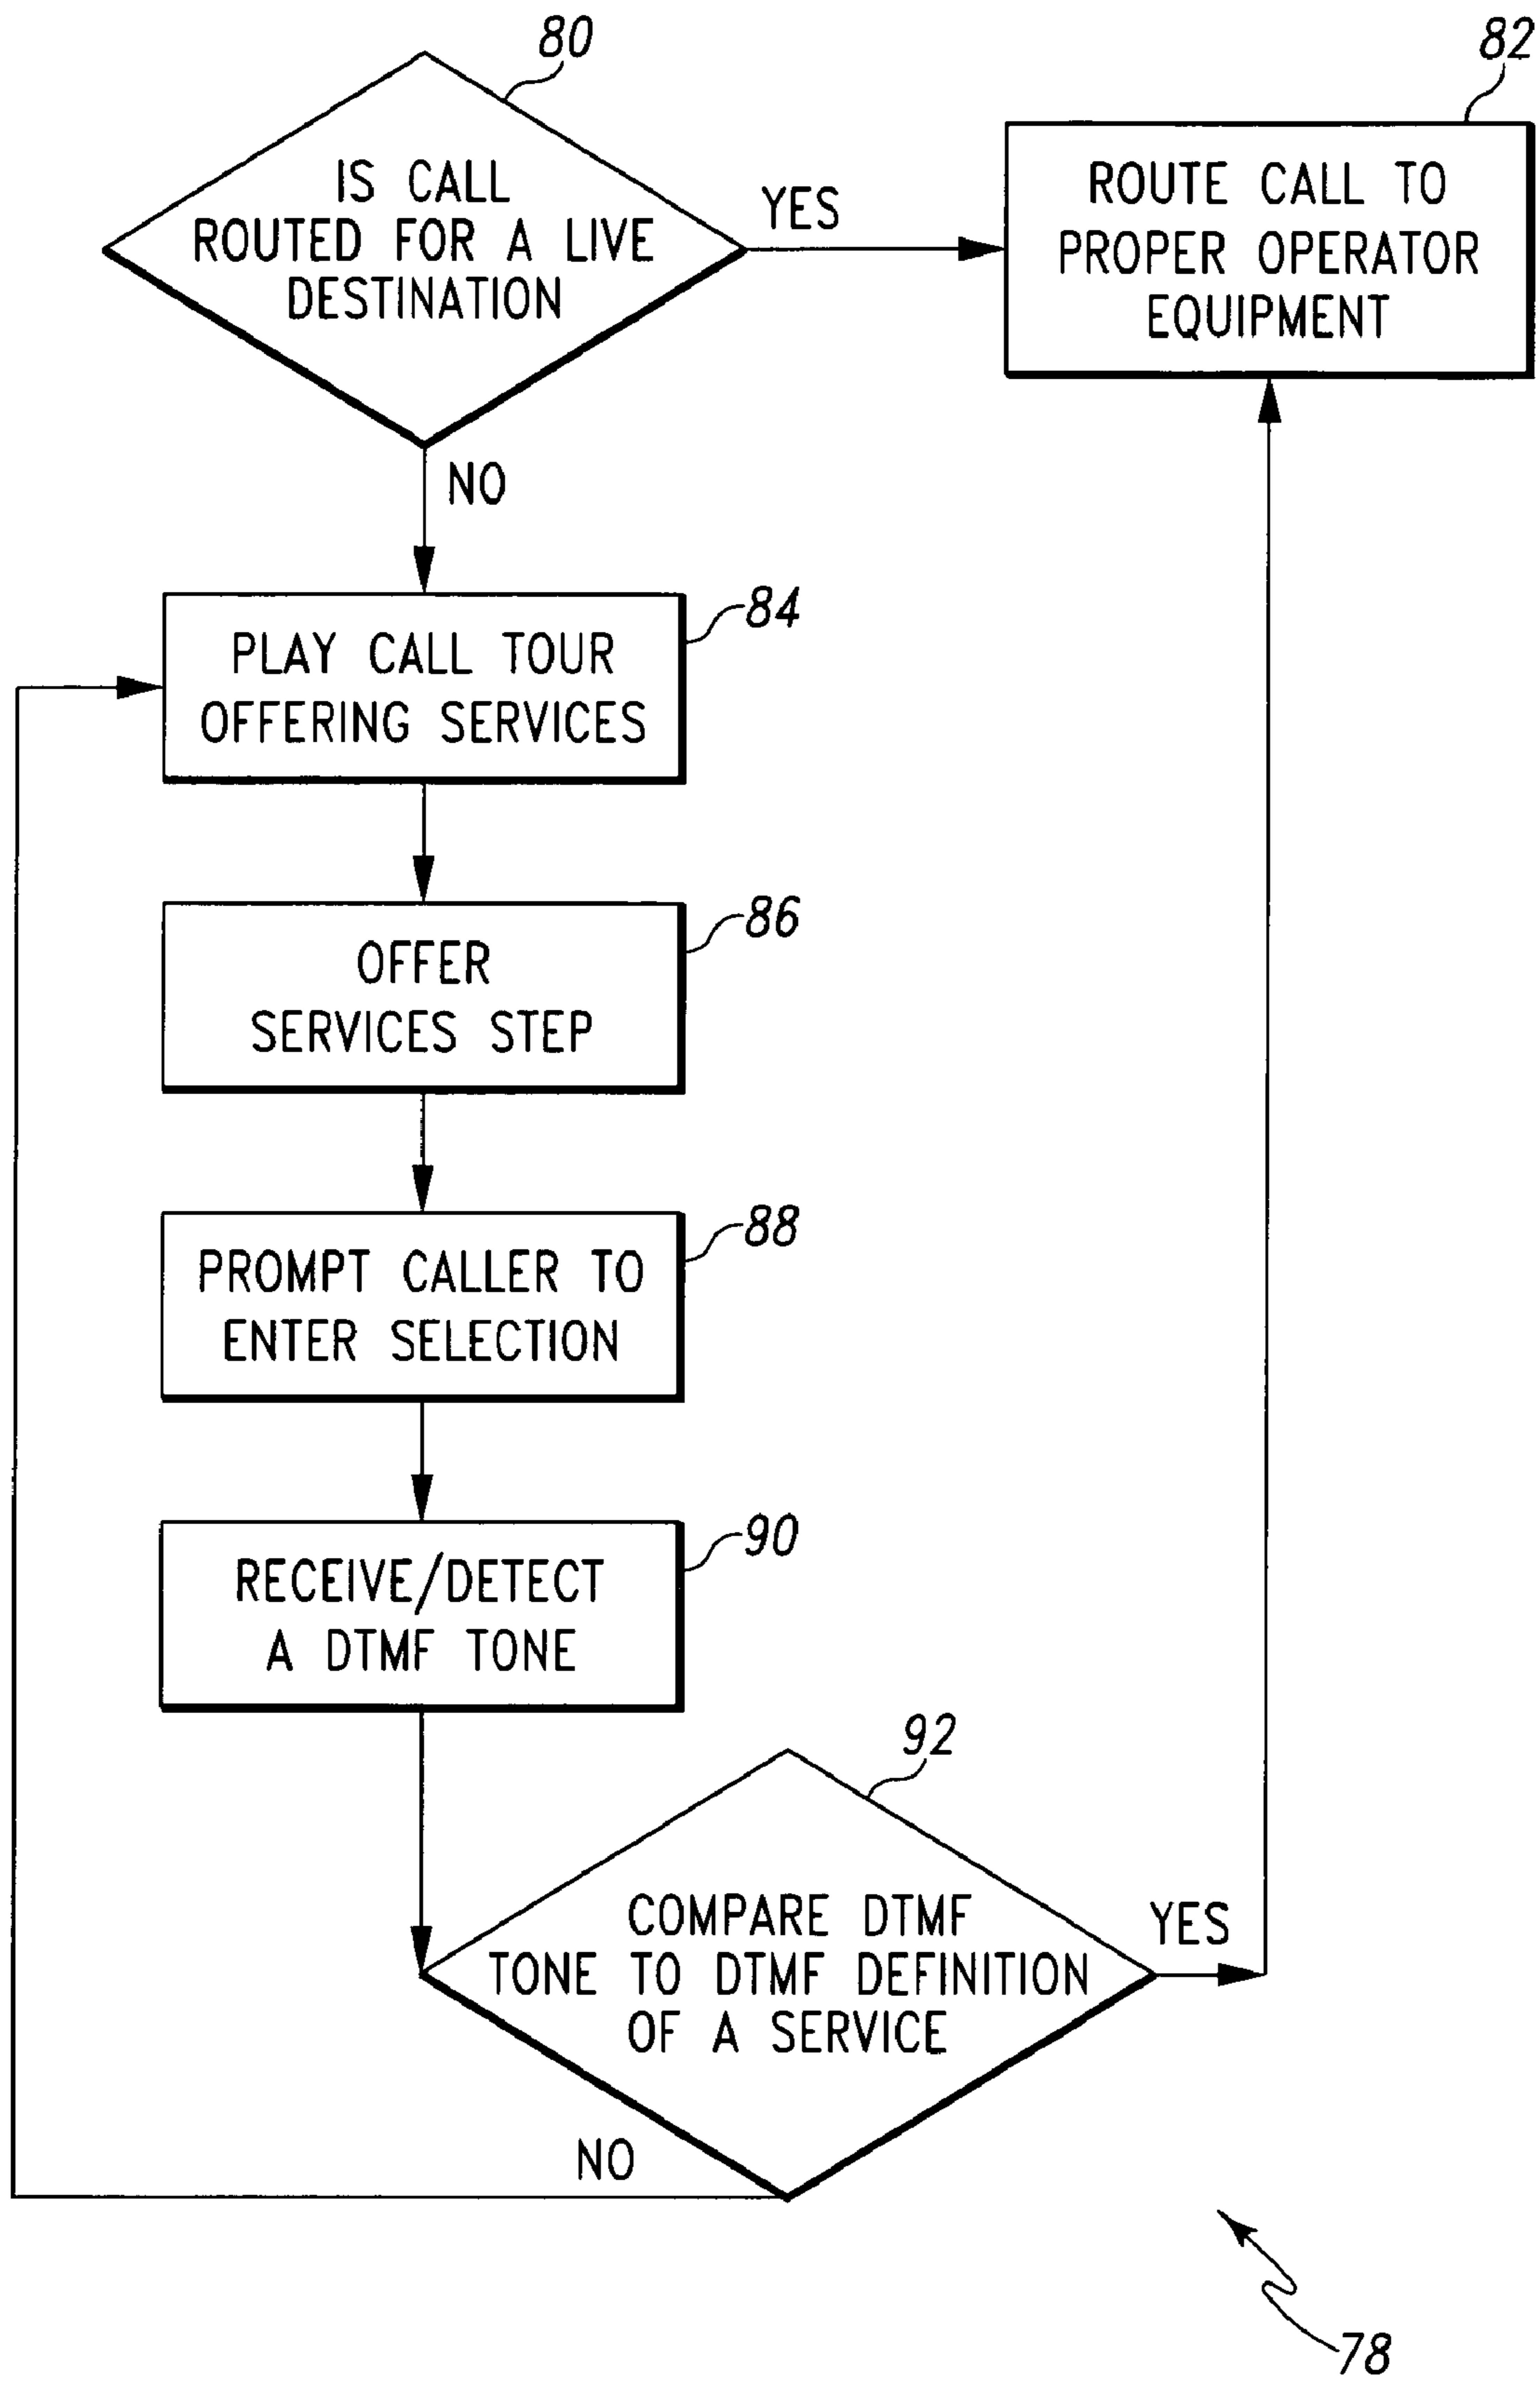 80
IS CALL
ROUTED FOR A LIVE
DESTINATION
YES
82
ROUTE CALL TO
PROPER OPERATOR
EQUIPMENT
NO
84
PLAY CALL TOUR
OFFERING SERVICES
86
OFFER
SERVICES STEP
88
PROMPT CALLER TO
ENTER SELECTION
90
RECEIVE/DETECT
A DTMF TONE
92
COMPARE DTMF
TONE TO DTMF DEFINITION
OF A SERVICE
YES
NO
78